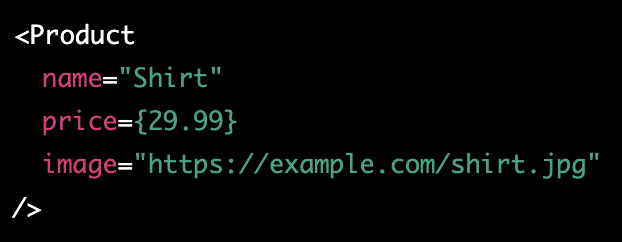 <Product
  name="Shirt"
  price={29.99}
  image="https://example.com/shirt.jpg"
/>